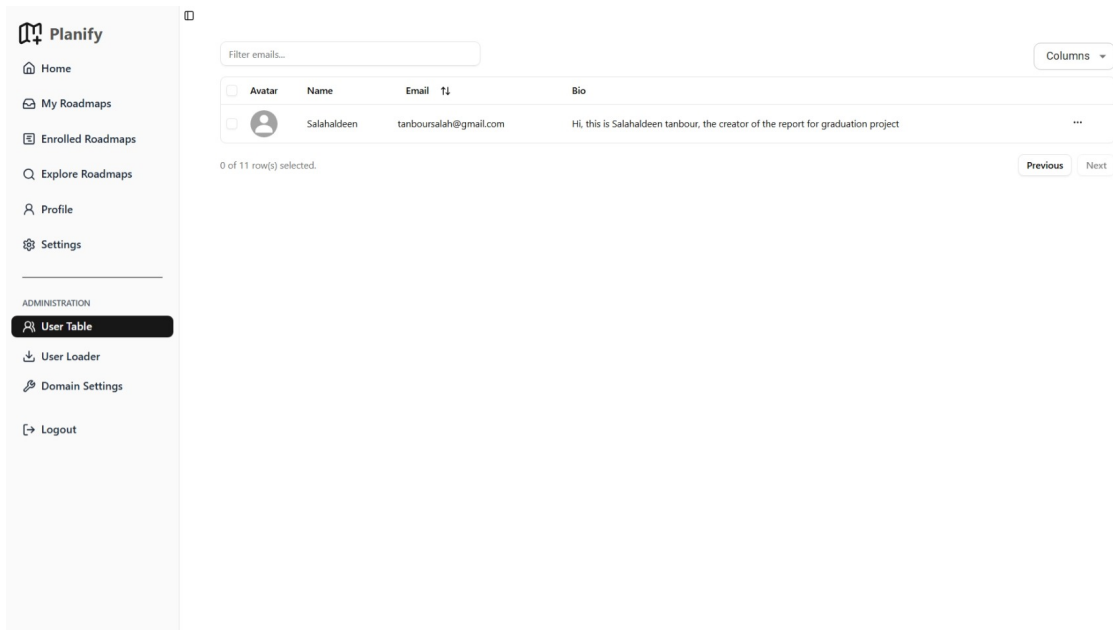 Planify
Home
My Roadmaps
Enrolled Roadmaps
Explore Roadmaps
Profile
Settings
ADMINISTRATION
User Table
User Loader
Domain Settings
Logout
Filter emails...
Columns
Avatar Name Email Bio
Salahaldeen tanboursalah@gmail.com Hi, this is Salahaldeen tanbour, the creator of the report for graduation project ...
0 of 11 row(s) selected.
Previous Next